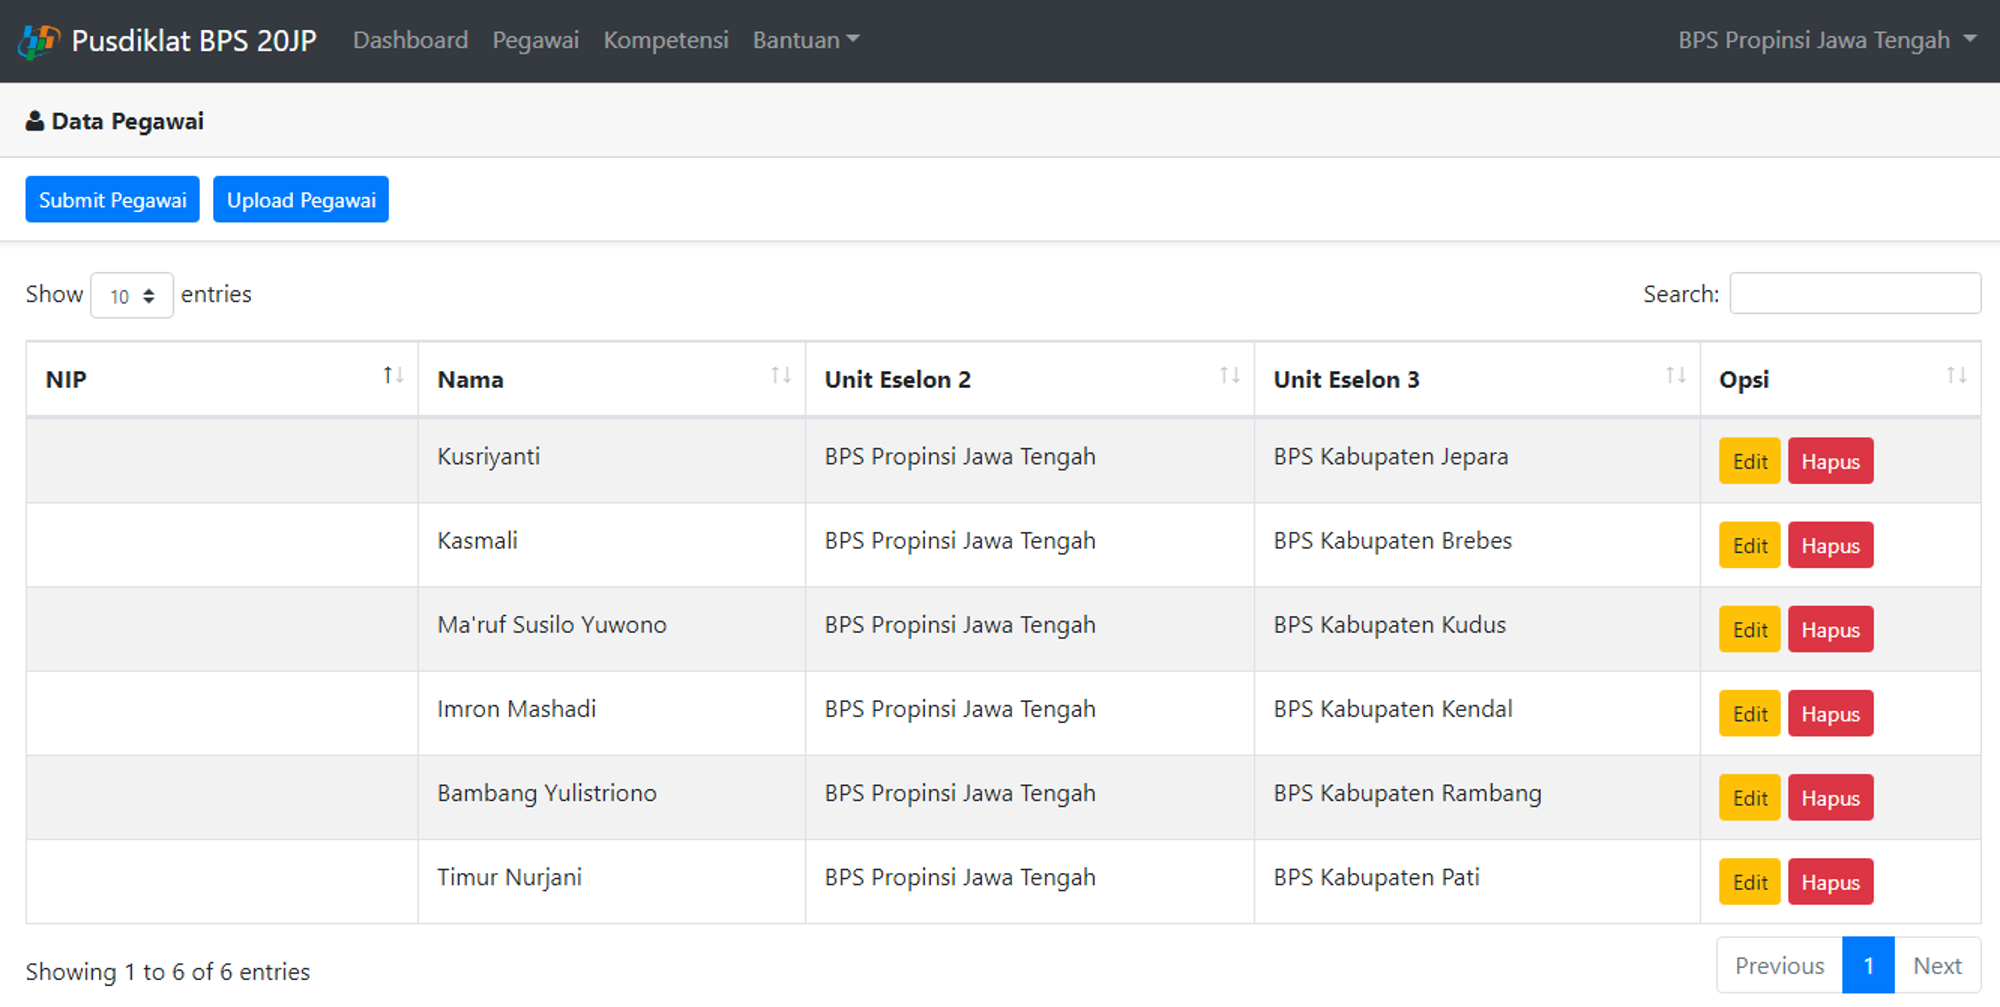 Pusdiklat BPS 20JP Dashboard Pegawai Kompetensi Bantuan BPS Propinsi Jawa Tengah
Data Pegawai
Submit Pegawai Upload Pegawai
Show 10 entries Search:
NIP Nama Unit Eselon 2 Unit Eselon 3 Opsi
Kusriyanti BPS Propinsi Jawa Tengah BPS Kabupaten Jepara Edit Hapus
Kasmali BPS Propinsi Jawa Tengah BPS Kabupaten Brebes Edit Hapus
Ma'ruf Susilo Yuwono BPS Propinsi Jawa Tengah BPS Kabupaten Kudus Edit Hapus
Imron Mashadi BPS Propinsi Jawa Tengah BPS Kabupaten Kendal Edit Hapus
Bambang Yulistriono BPS Propinsi Jawa Tengah BPS Kabupaten Rambang Edit Hapus
Timur Nurjani BPS Propinsi Jawa Tengah BPS Kabupaten Pati Edit Hapus
Showing 1 to 6 of 6 entries Previous 1 Next